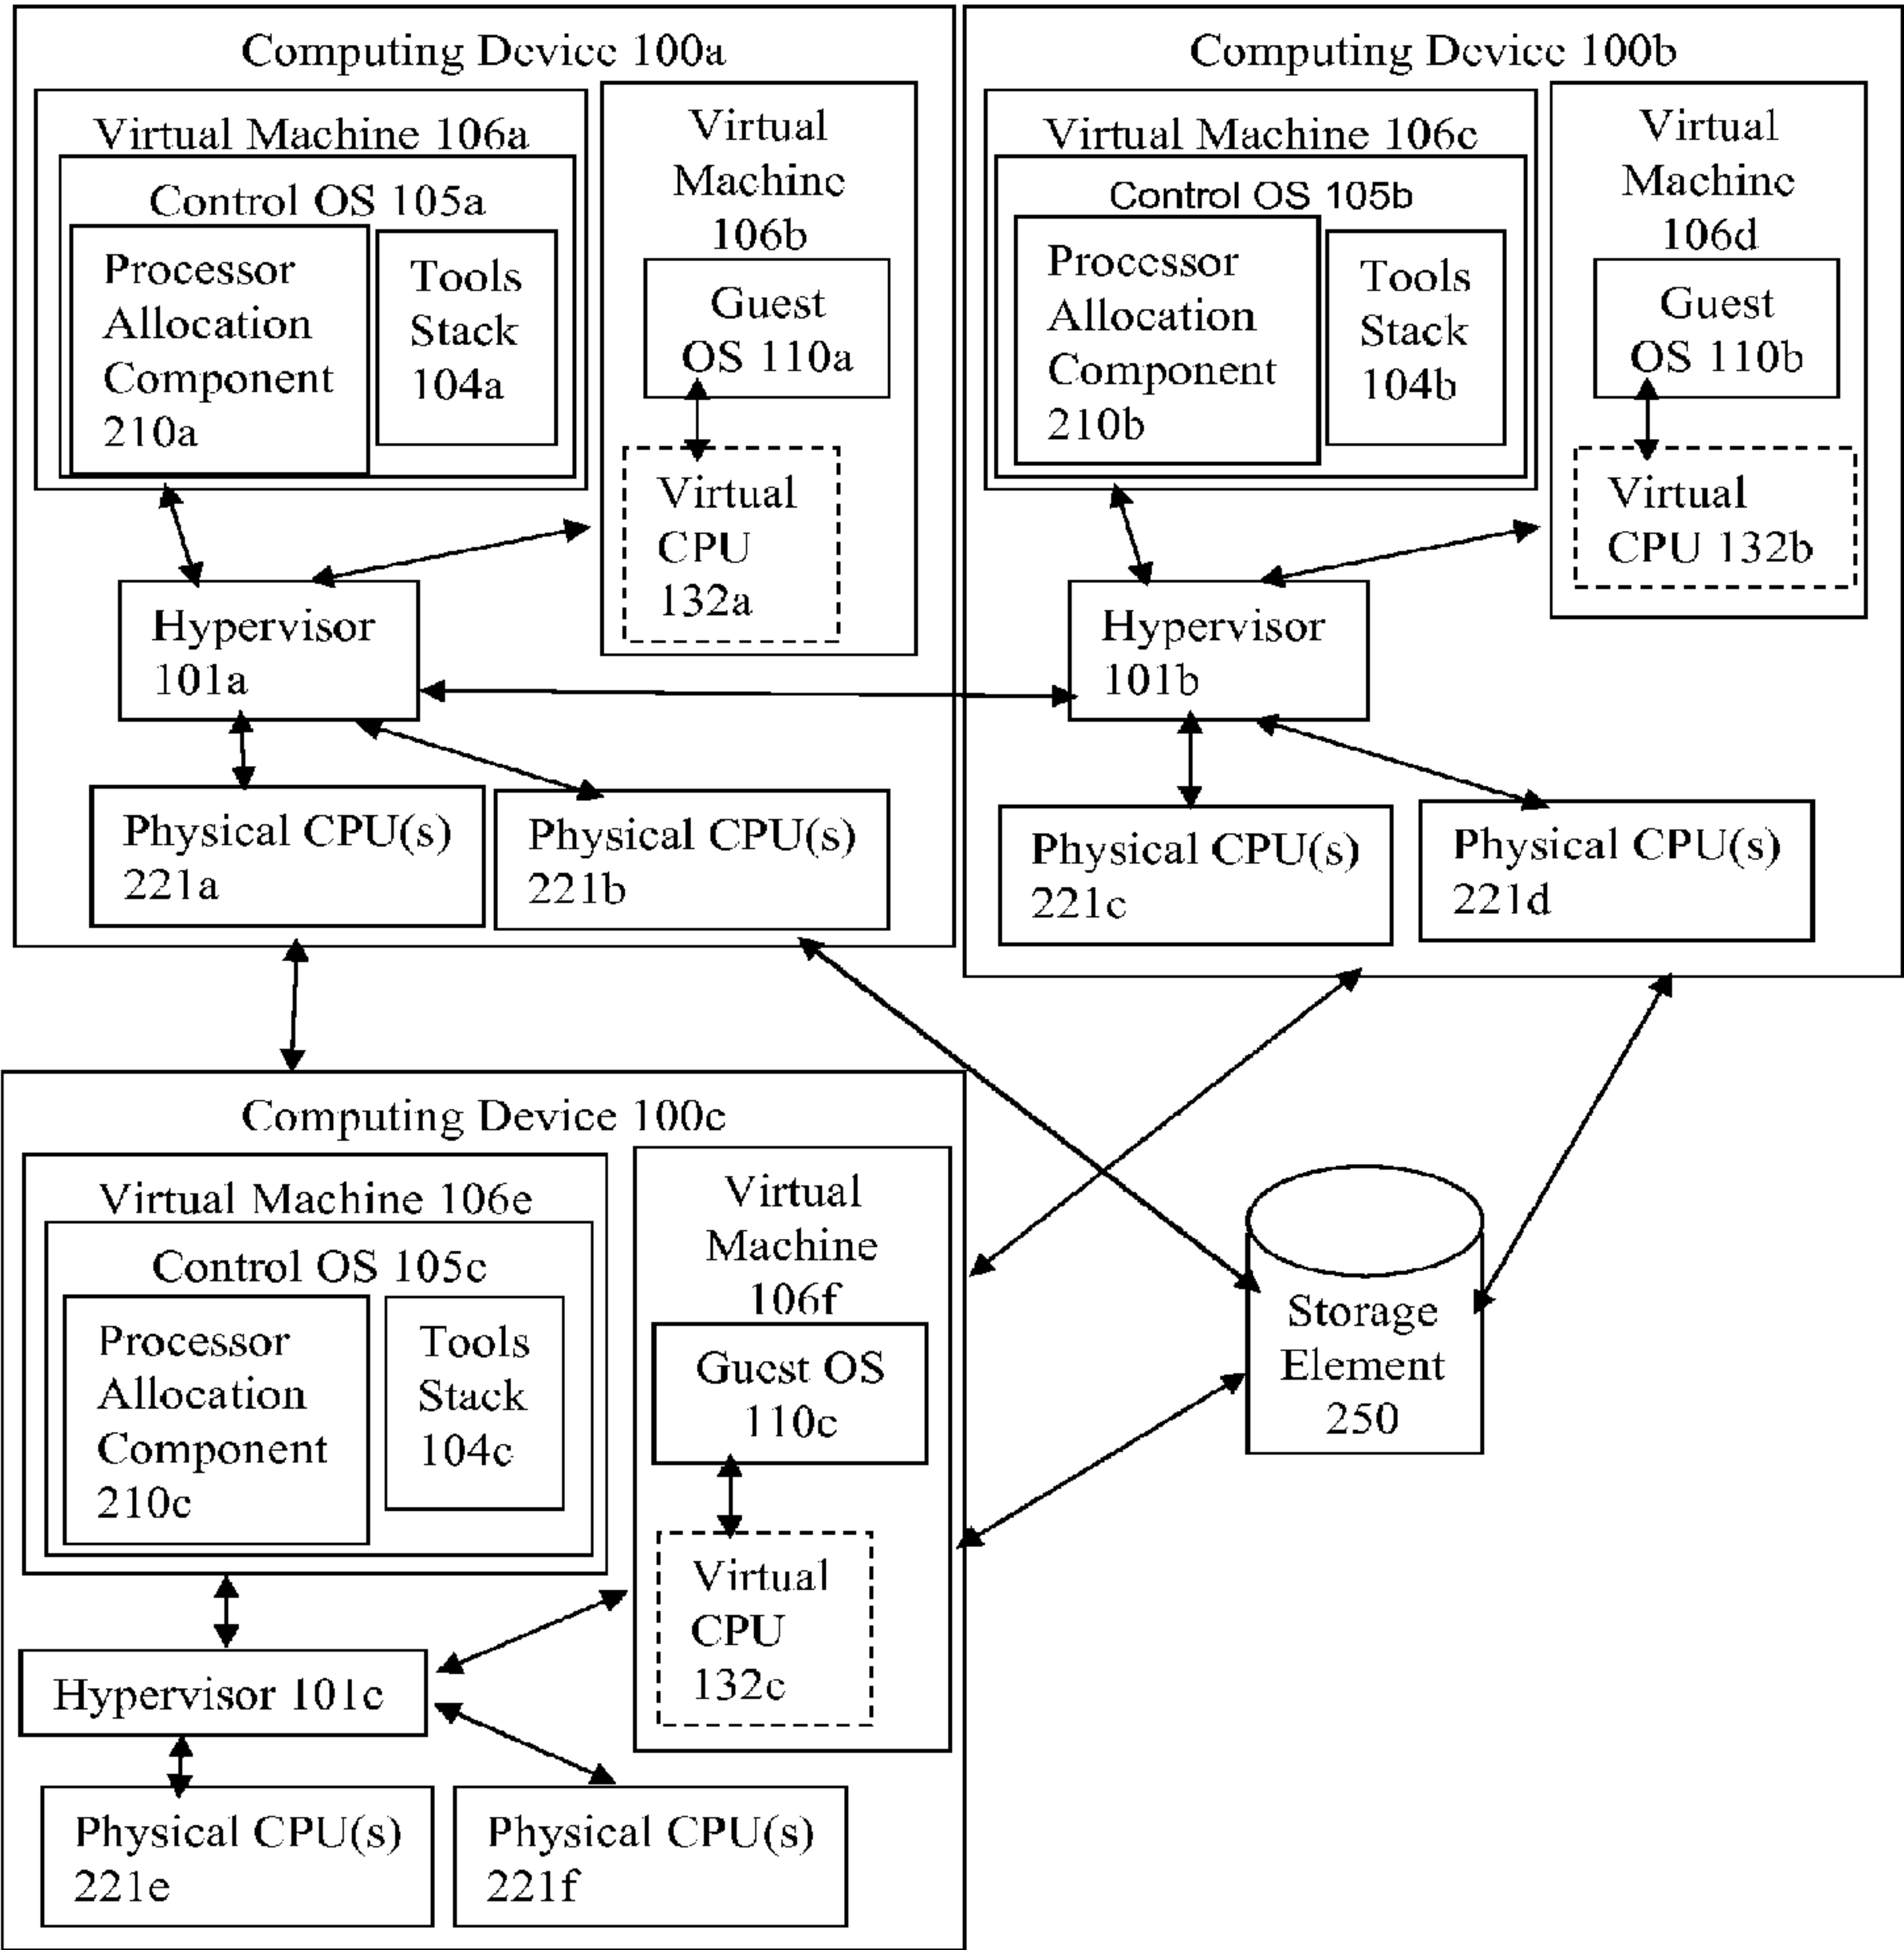 Computing Device 100a
Virtual Machine 106a
Control OS 105a
Processor
Allocation
Component
210a
Tools
Stack
104a
Virtual
Machine
106b
Guest
OS 110a
Virtual
CPU
132a
Hypervisor
101a
Physical CPU(s)
221a
Physical CPU(s)
221b
Computing Device 100b
Virtual Machine 106c
Control OS 105b
Processor
Allocation
Component
210b
Tools
Stack
104b
Virtual
Machine
106d
Guest
OS 110b
Virtual
CPU 132b
Hypervisor
101b
Physical CPU(s)
221c
Physical CPU(s)
221d
Computing Device 100c
Virtual Machine 106e
Control OS 105c
Processor
Allocation
Component
210c
Tools
Stack
104c
Virtual
Machine
106f
Guest OS
110c
Virtual
CPU
132c
Hypervisor 101c
Physical CPU(s)
221e
Physical CPU(s)
221f
Storage
Element
250